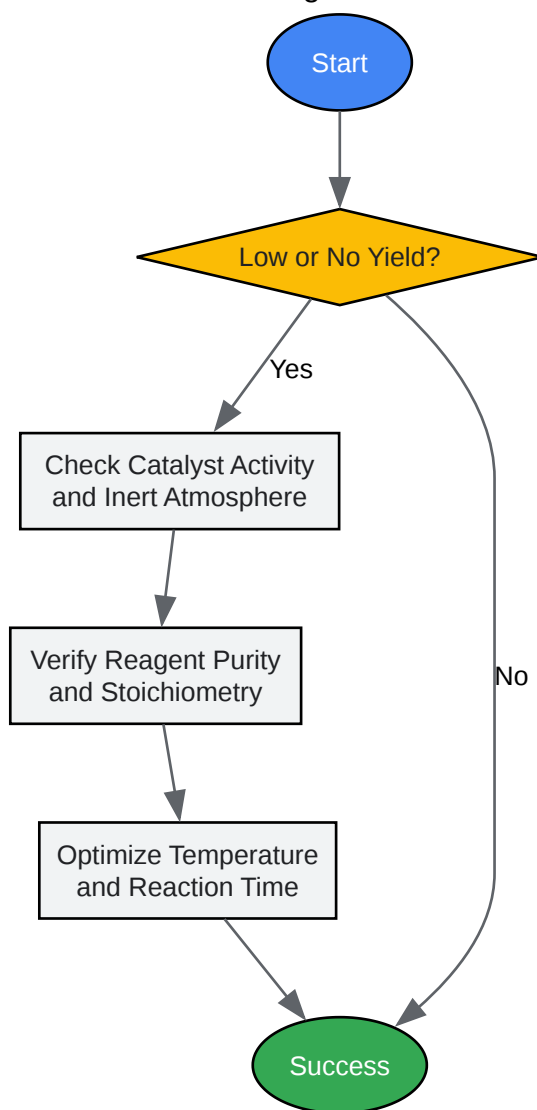 Start
Low or No Yield?
Yes
Check Catalyst Activity
and Inert Atmosphere
Verify Reagent Purity
and Stoichiometry
No
Optimize Temperature
and Reaction Time
Success